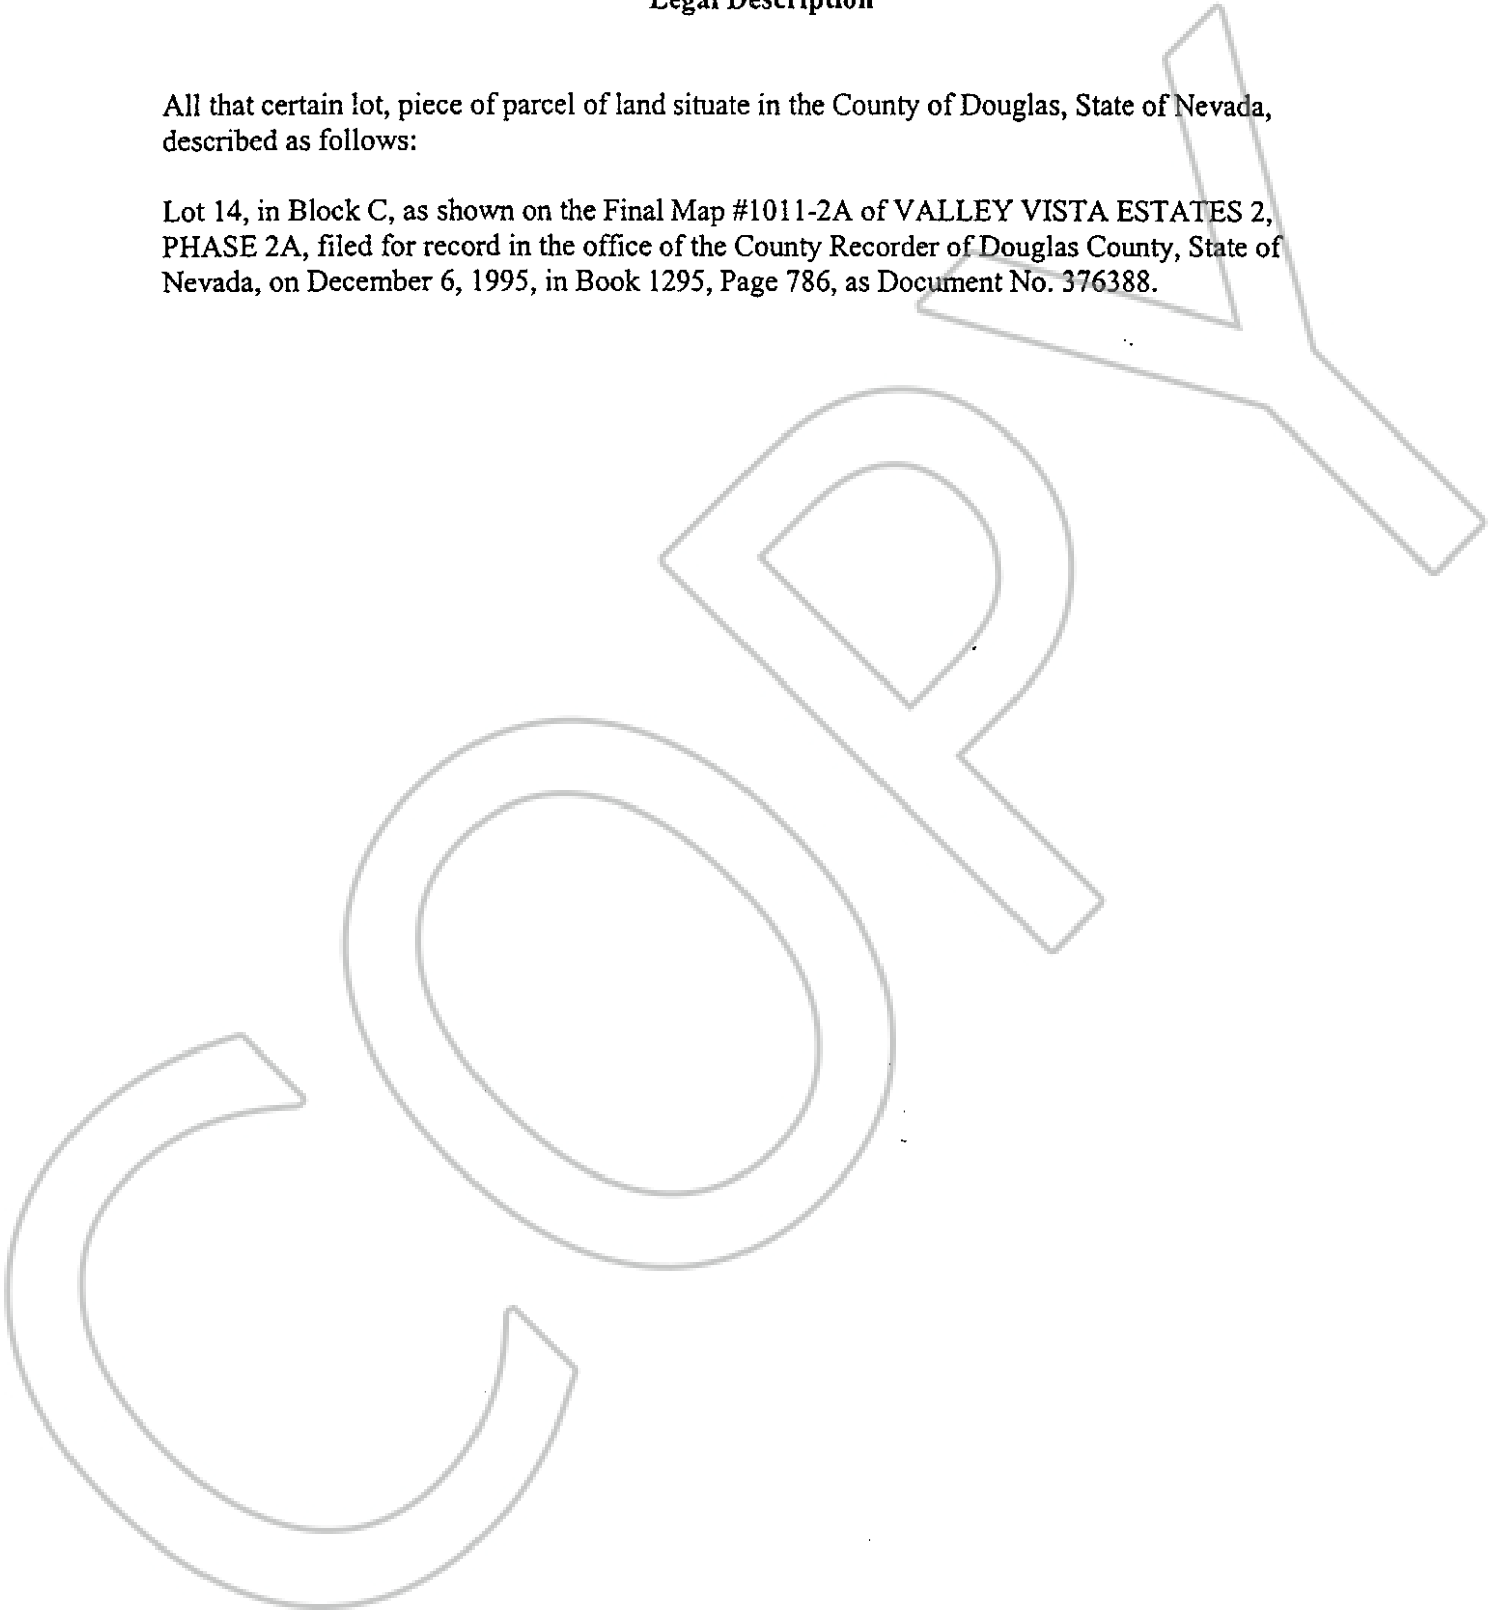 Legal Description
All that certain lot, piece of parcel of land situate in the County of Douglas, State of Nevada,
described as follows:
Lot 14, in Block C, as shown on the Final Map #1011-2A of VALLEY VISTA ESTATES 2,
PHASE 2A, filed for record in the office of the County Recorder of Douglas County, State of
Nevada, on December 6, 1995, in Book 1295, Page 786, as Document No. 376388.
COPY